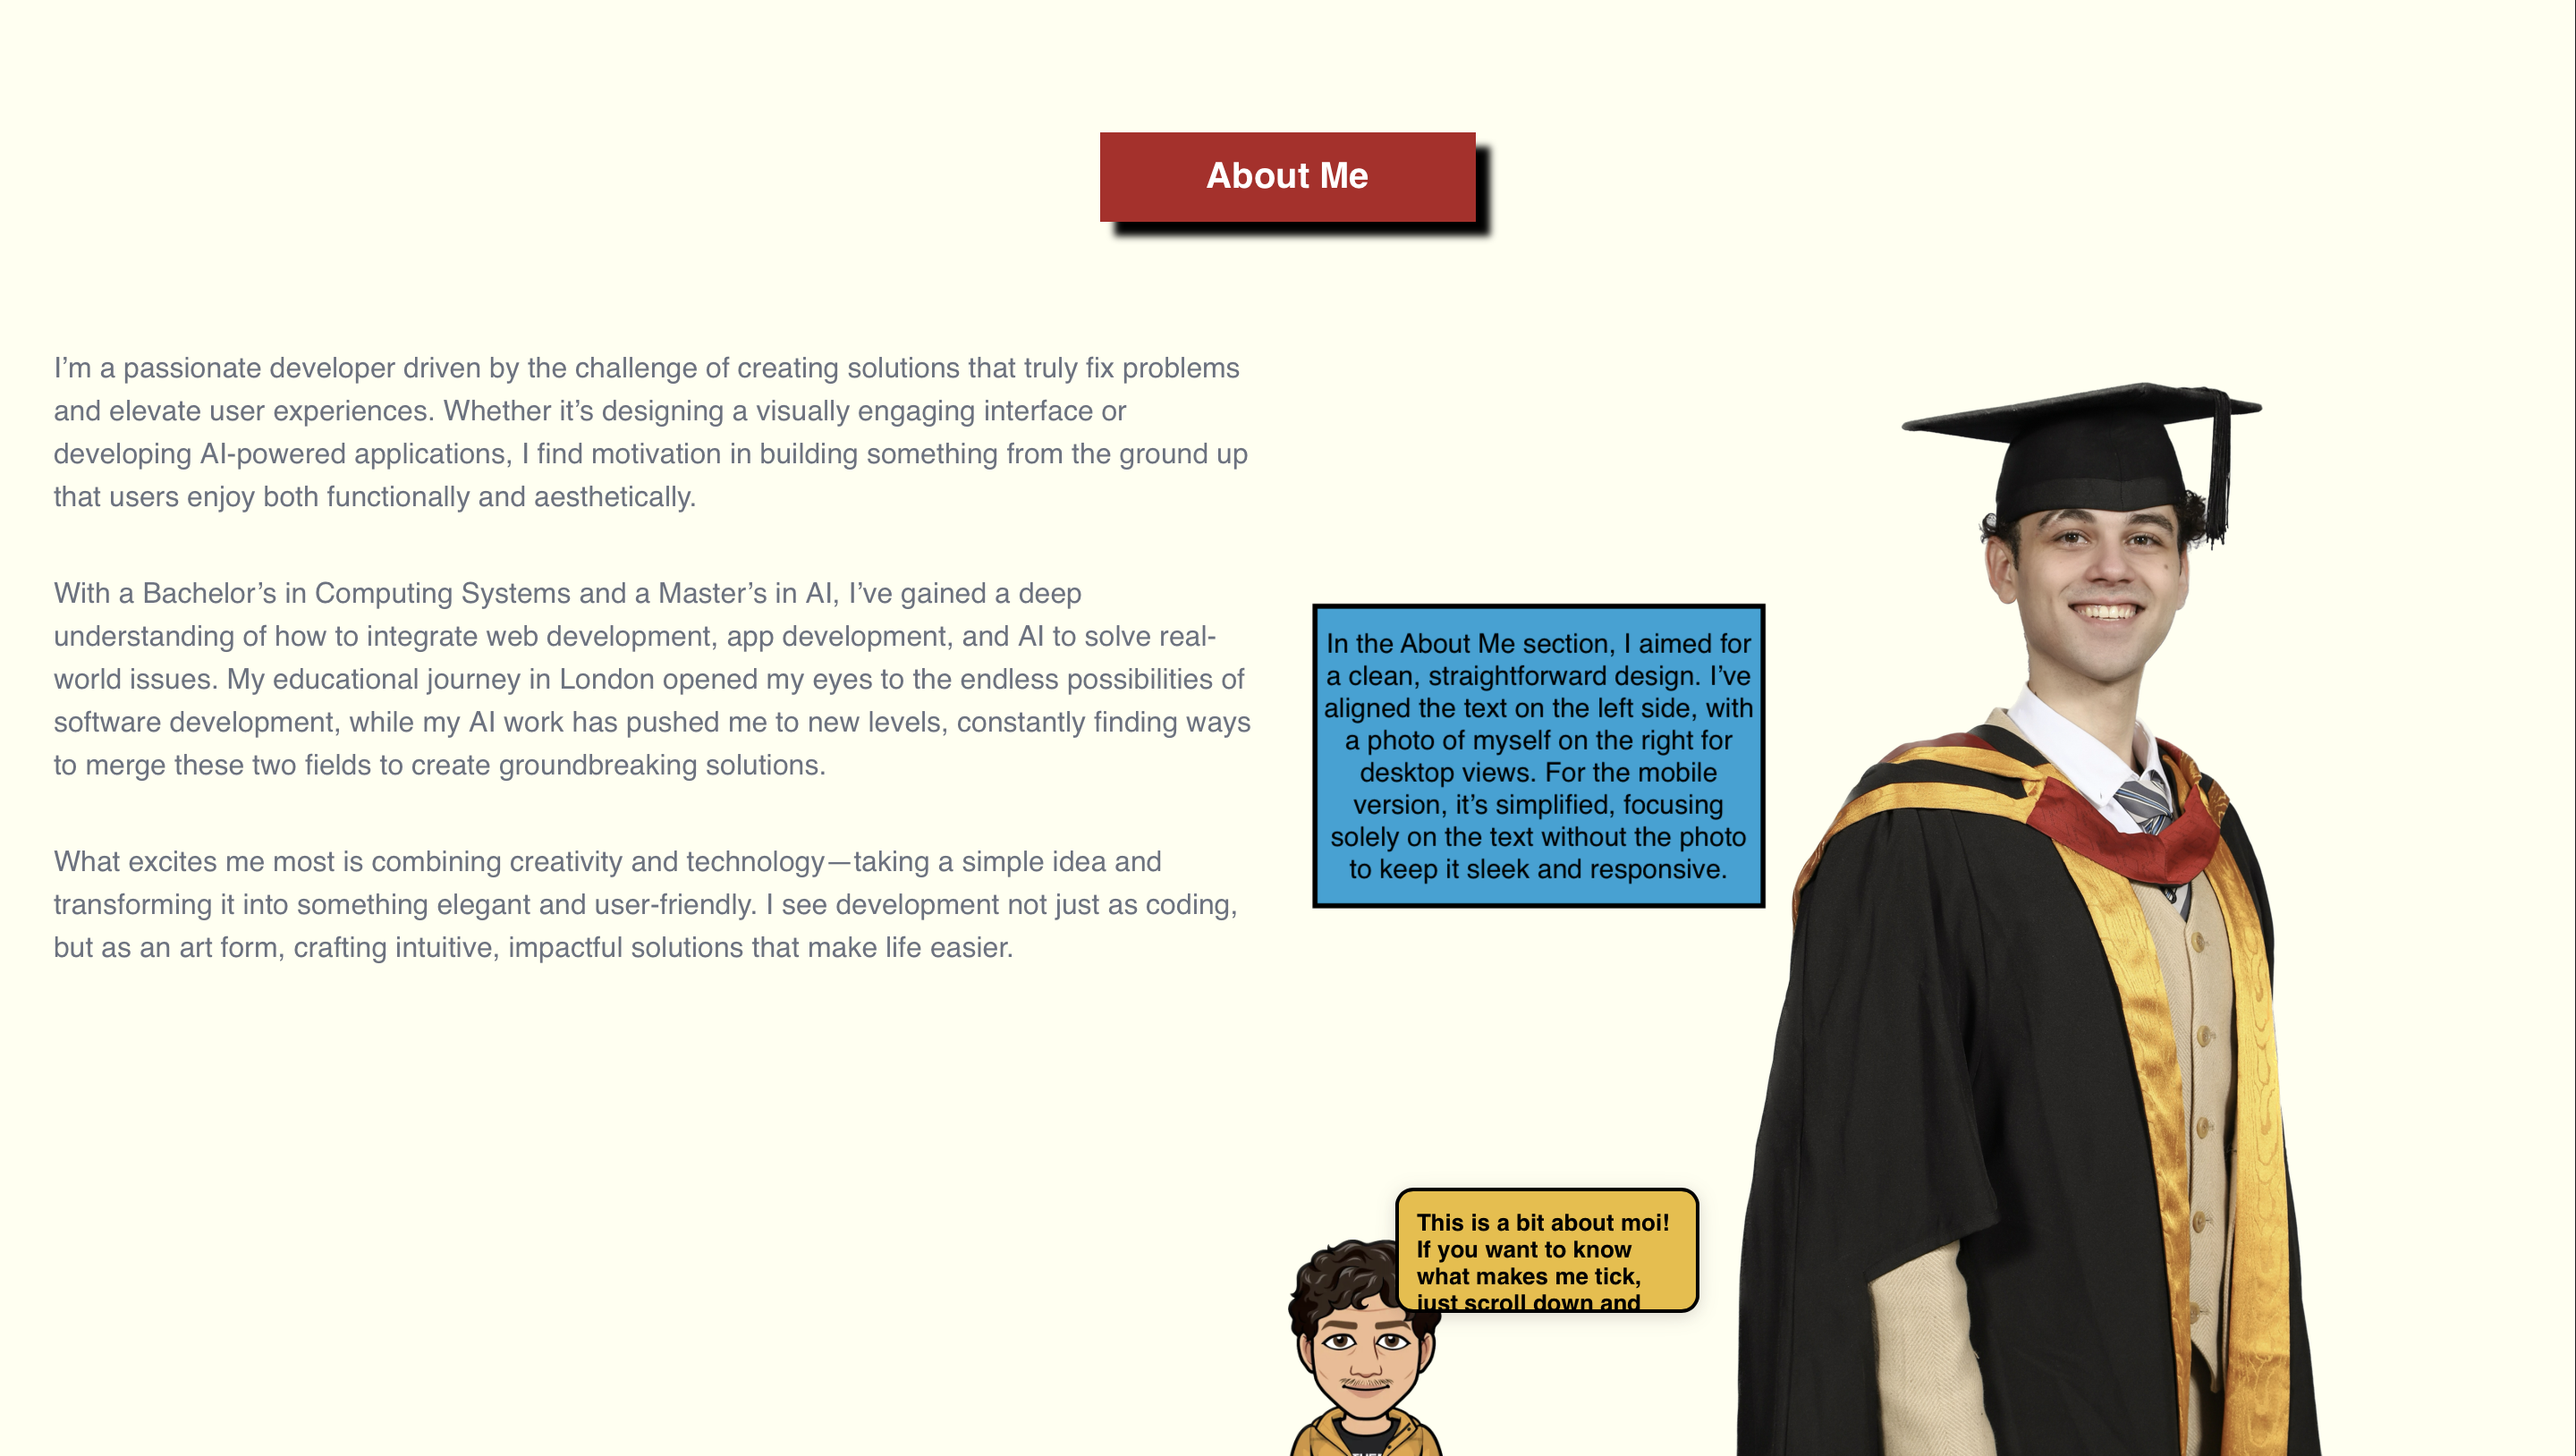 About Me
I’m a passionate developer driven by the challenge of creating solutions that truly fix problems
and elevate user experiences. Whether it’s designing a visually engaging interface or
developing AI-powered applications, I find motivation in building something from the ground up
that users enjoy both functionally and aesthetically.
With a Bachelor’s in Computing Systems and a Master’s in AI, I’ve gained a deep
understanding of how to integrate web development, app development, and AI to solve real-
world issues. My educational journey in London opened my eyes to the endless possibilities of
software development, while my AI work has pushed me to new levels, constantly finding ways
to merge these two fields to create groundbreaking solutions.
What excites me most is combining creativity and technology—taking a simple idea and
transforming it into something elegant and user-friendly. I see development not just as coding,
but as an art form, crafting intuitive, impactful solutions that make life easier.
In the About Me section, I aimed for
a clean, straightforward design. I’ve
aligned the text on the left side, with
a photo of myself on the right for
desktop views. For the mobile
version, it’s simplified, focusing
solely on the text without the photo
to keep it sleek and responsive.
This is a bit about moi!
If you want to know
what makes me tick,
just scroll down and